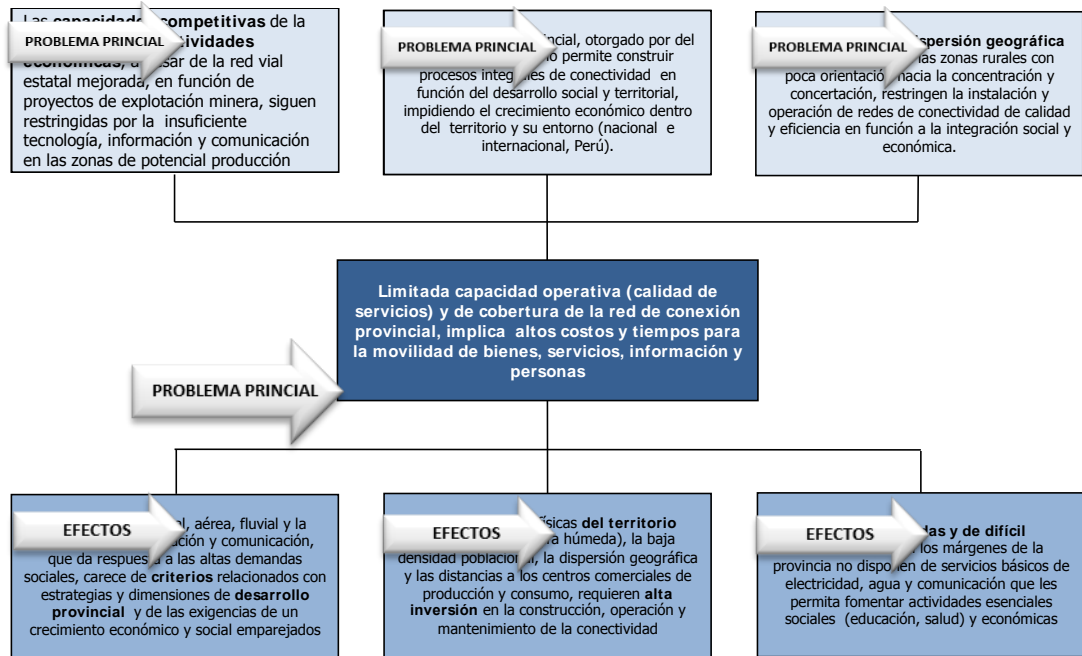 Las capacidades competitivas de la
PROBLEMA PRINCIAL
tividades
económicas, a pesar de la red vial
estatal mejorada, en función de
proyectos de explotación minera, siguen
restringidas por la insuficiente
tecnología, información y comunicación
en las zonas de potencial producción
PROBLEMA PRINCIAL
ncial, otorgado por del
o permite construir
procesos integrales de conectividad en
función del desarrollo social y territorial,
impidiendo el crecimiento económico dentro
del territorio y su entorno (nacional e
internacional, Perú).
PROBLEMA PRINCIAL
dispersión geográfica
las zonas rurales con
poca orientación hacia la concentración y
concertación, restringen la instalación y
operación de redes de conectividad de calidad
y eficiencia en función a la integración social y
económica.
Limitada capacidad operativa (calidad de
servicios) y de cobertura de la red de conexión
provincial, implica altos costos y tiempos para
la movilidad de bienes, servicios, información y
personas
PROBLEMA PRINCIAL
EFECTOS
al, aérea, fluvial y la
ción y comunicación,
que da respuesta a las altas demandas
sociales, carece de criterios relacionados con
estrategias y dimensiones de desarrollo
provincial y de las exigencias de un
crecimiento económico y social emparejados
EFECTOS
ísicas del territorio
ra húmeda), la baja
densidad poblacional, la dispersión geográfica
y las distancias a los centros comerciales de
producción y consumo, requieren alta
inversión en la construcción, operación y
mantenimiento de la conectividad
EFECTOS
das y de difícil
los márgenes de la
provincia no disponen de servicios básicos de
electricidad, agua y comunicación que les
permita fomentar actividades esenciales
sociales (educación, salud) y económicas